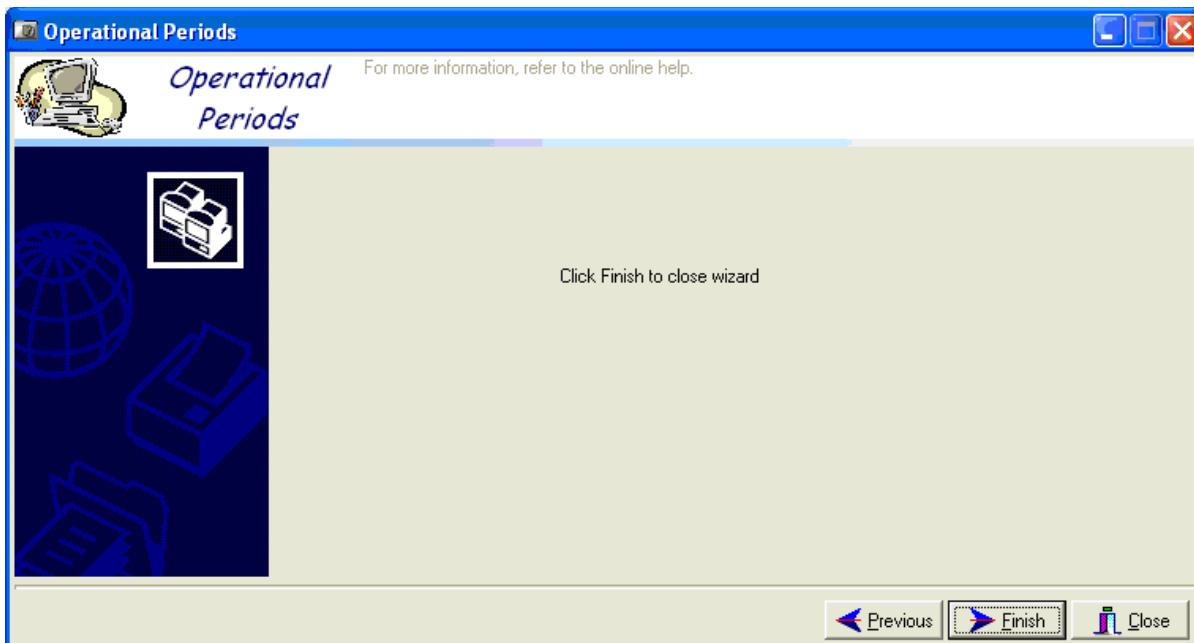 Operational Periods
Operational
Periods
For more information, refer to the online help.
Click Finish to close wizard
Previous
Finish
Close